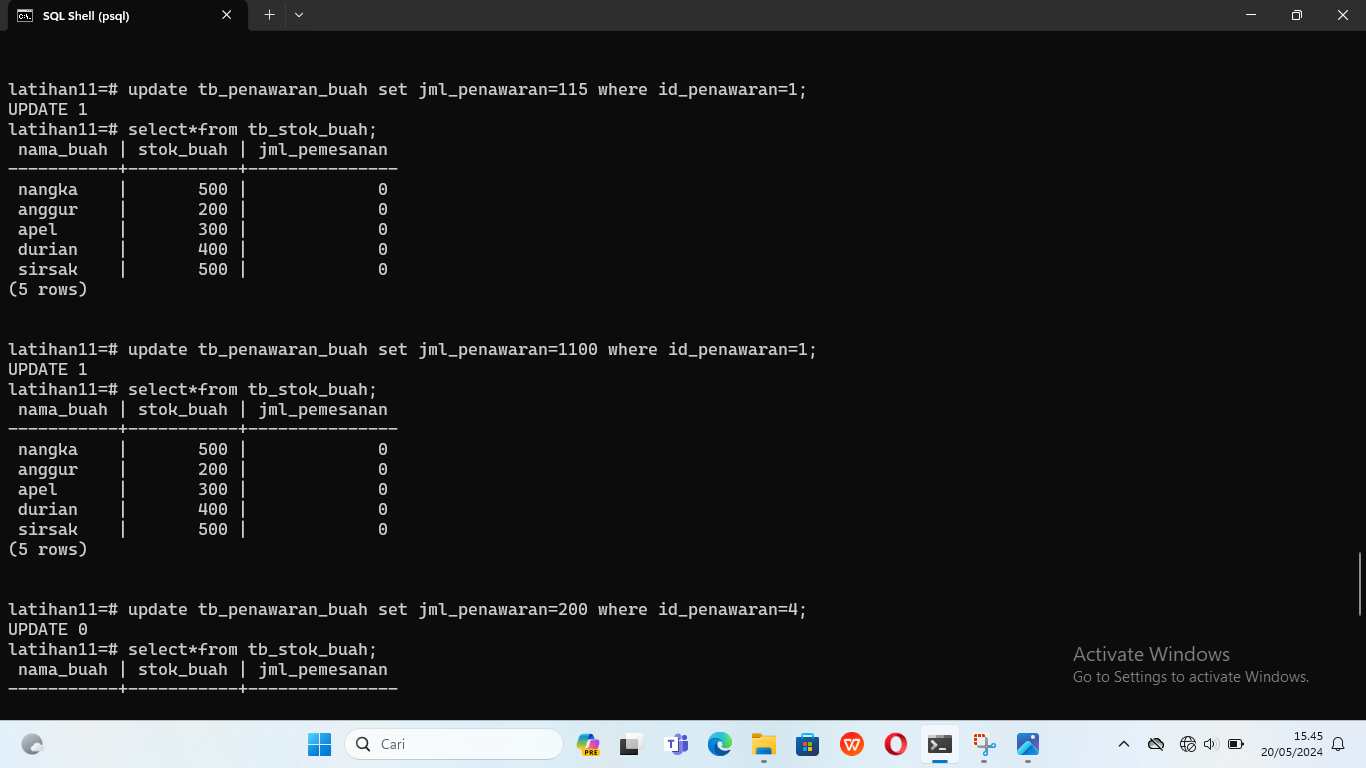 SQL Shell (psql)
latihan11=# update tb_penawaran_buah set jml_penawaran=115 where id_penawaran=1;
UPDATE 1
latihan11=# select*from tb_stok_buah;
 nama_buah | stok_buah | jml_pemesanan
-----------+-----------+---------------
 nangka    |       500 |             0
 anggur    |       200 |             0
 apel      |       300 |             0
 durian    |       400 |             0
 sirsak    |       500 |             0
(5 rows)
latihan11=# update tb_penawaran_buah set jml_penawaran=1100 where id_penawaran=1;
UPDATE 1
latihan11=# select*from tb_stok_buah;
 nama_buah | stok_buah | jml_pemesanan
-----------+-----------+---------------
 nangka    |       500 |             0
 anggur    |       200 |             0
 apel      |       300 |             0
 durian    |       400 |             0
 sirsak    |       500 |             0
(5 rows)
latihan11=# update tb_penawaran_buah set jml_penawaran=200 where id_penawaran=4;
UPDATE 0
latihan11=# select*from tb_stok_buah;
 nama_buah | stok_buah | jml_pemesanan
-----------+-----------+---------------
Activate Windows
Go to Settings to activate Windows.
Cari
PRE
15.45
20/05/2024